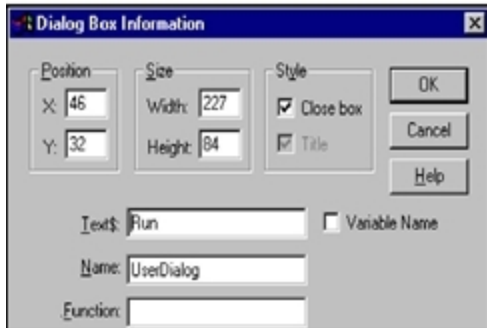 Dialog Box Information
Position
X: 46
Y: 32
Size
Width: 227
Height: 84
Style
Close box
Title
OK
Cancel
Help
Text$: Run
Variable Name
Name: UserDialog
.Function: